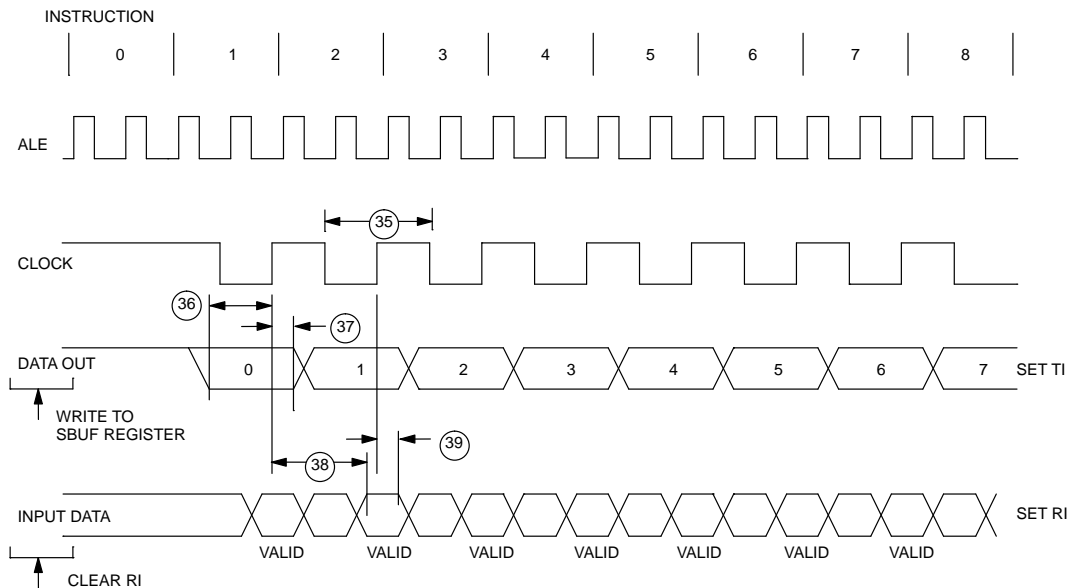 INSTRUCTION
0 1 2 3 4 5 6 7 8
ALE
35
CLOCK
36
37
DATA OUT 0 1 2 3 4 5 6 7 SET TI
WRITE TO
SBUF REGISTER
39
38
INPUT DATA SET RI
VALID VALID VALID VALID VALID VALID VALID
CLEAR RI